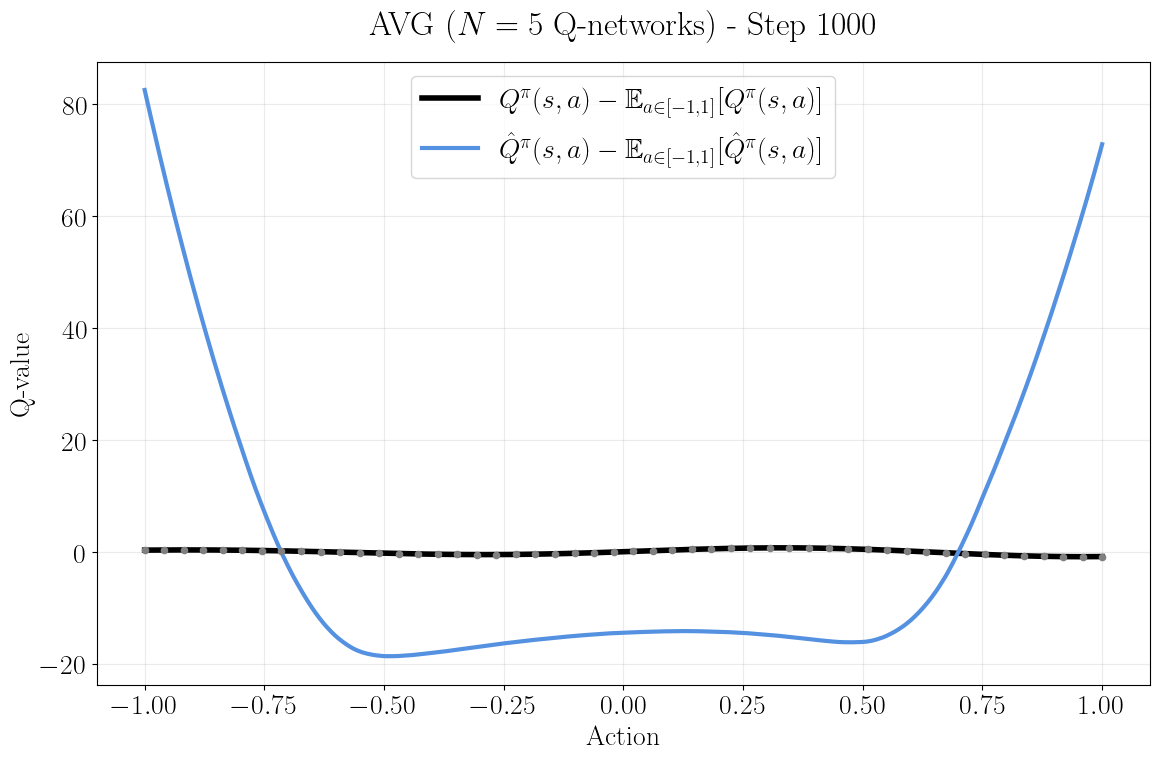 AVG (N = 5 Q-networks) - Step 1000
Q^π(s, a) − 𝔼_{a∈[−1,1]}[Q^π(s, a)]
Q̂^π(s, a) − 𝔼_{a∈[−1,1]}[Q̂^π(s, a)]
80
60
40
20
0
−20
Q-value
−1.00 −0.75 −0.50 −0.25 0.00 0.25 0.50 0.75 1.00
Action